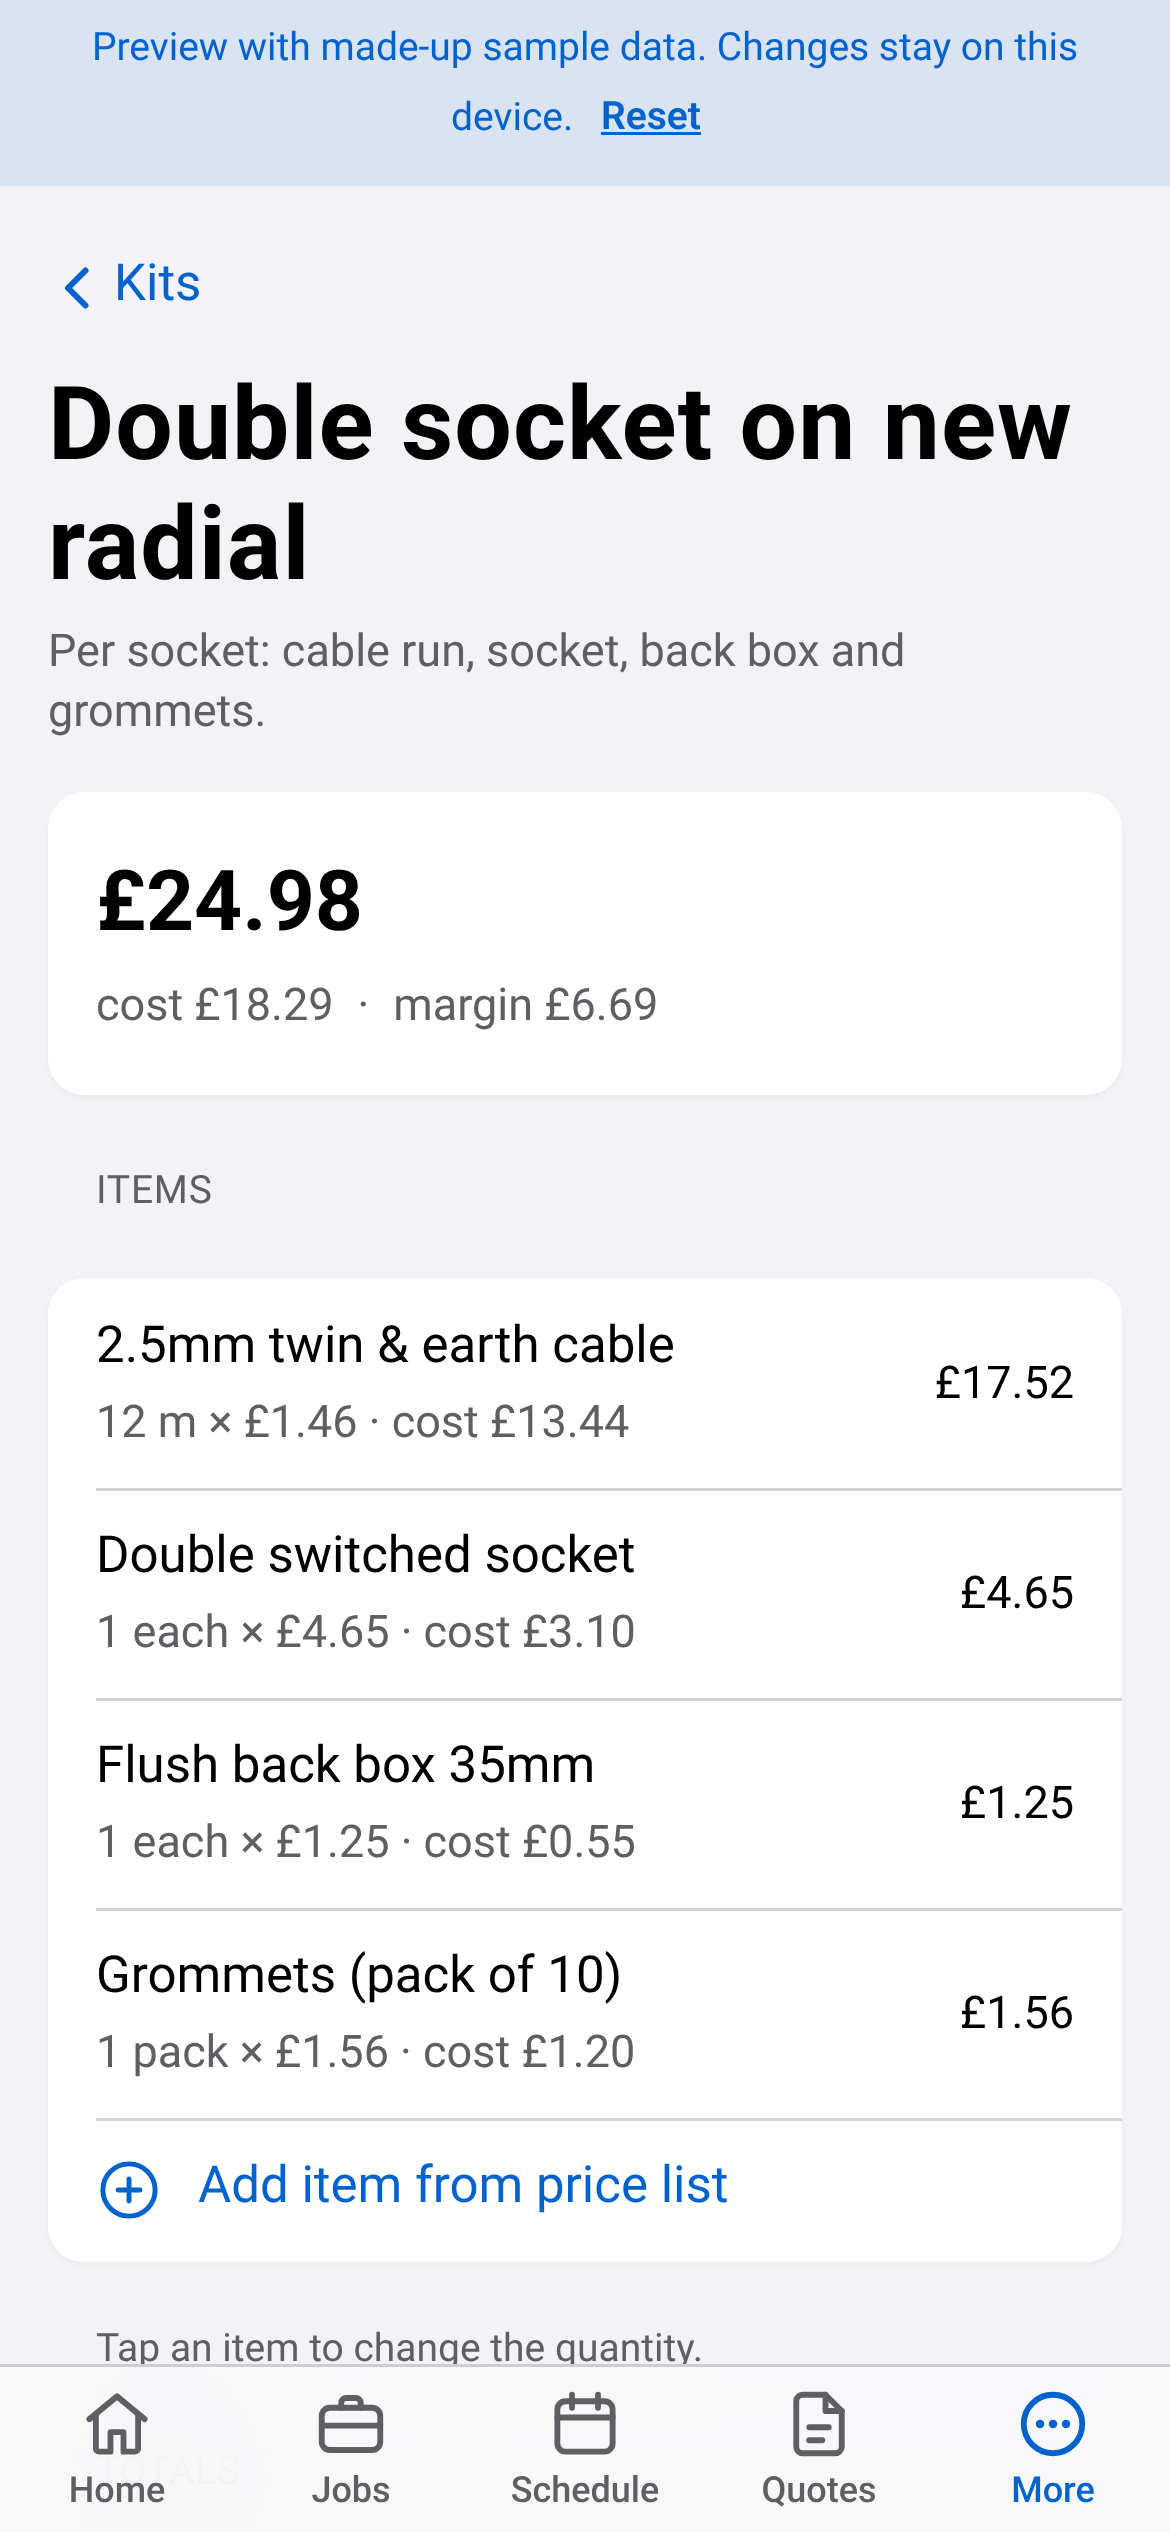 Preview with made-up sample data. Changes stay on this
device. Reset
Kits
Double socket on new
radial
Per socket: cable run, socket, back box and
grommets.
£24.98
cost £18.29 · margin £6.69
ITEMS
2.5mm twin & earth cable
£17.52
12 m × £1.46 · cost £13.44
Double switched socket
£4.65
1 each × £4.65 · cost £3.10
Flush back box 35mm
£1.25
1 each × £1.25 · cost £0.55
Grommets (pack of 10)
£1.56
1 pack × £1.56 · cost £1.20
Add item from price list
Tap an item to change the quantity.
TOTALS
Home Jobs Schedule Quotes More